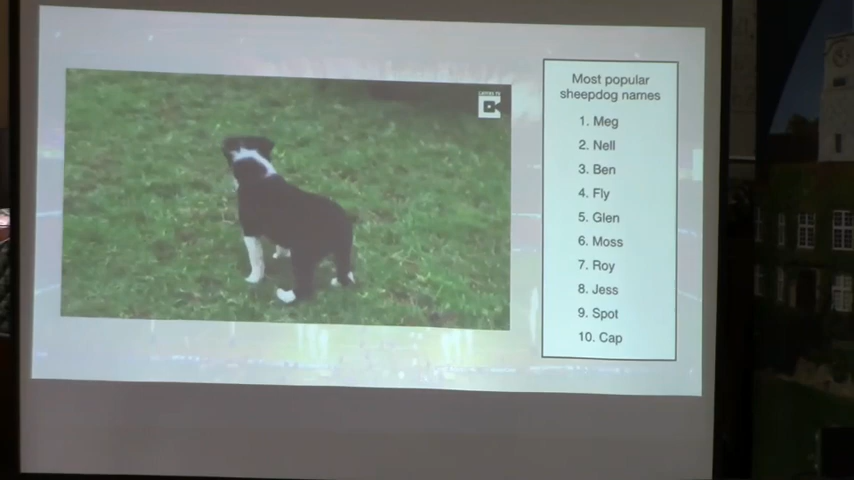 Most popular
sheepdog names
1. Meg
2. Nell
3. Ben
4. Fly
5. Glen
6. Moss
7. Roy
8. Jess
9. Spot
10. Cap